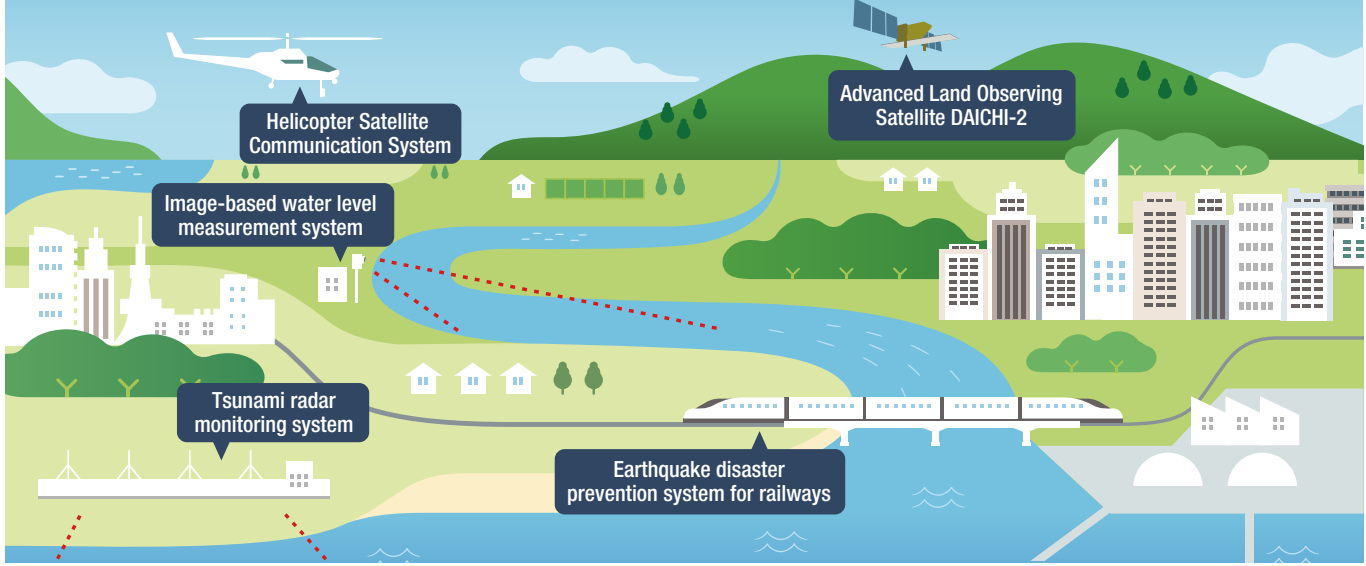 Helicopter Satellite
Communication System
Advanced Land Observing
Satellite DAICHI-2
Image-based water level
measurement system
Tsunami radar
monitoring system
Earthquake disaster
prevention system for railways